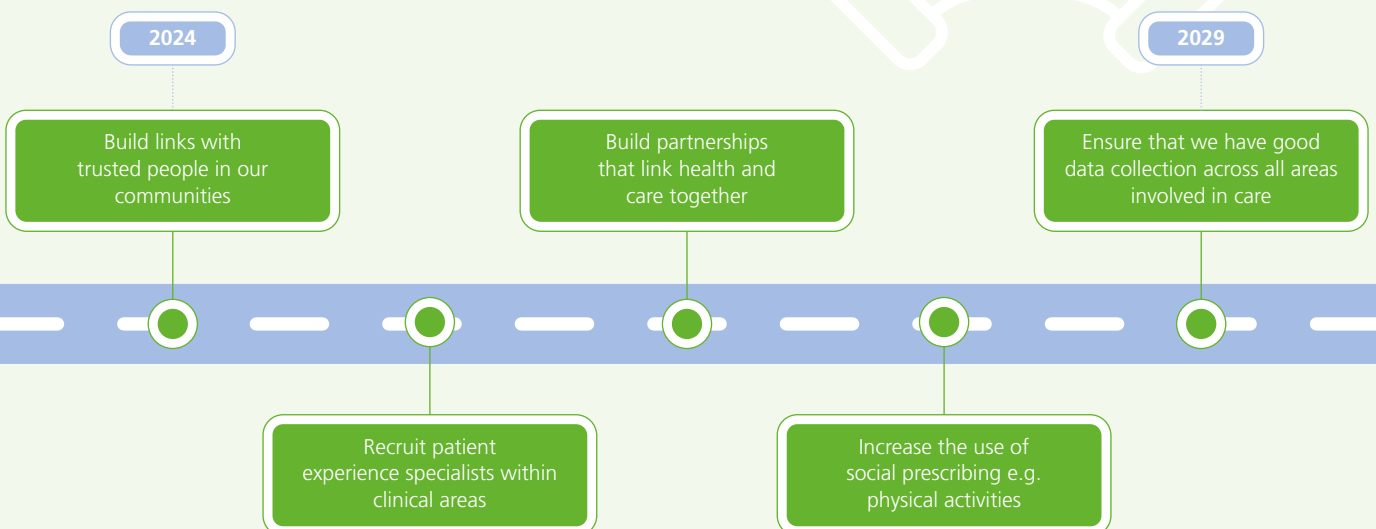 2024
2029
Build links with
trusted people in our
communities
Build partnerships
that link health and
care together
Ensure that we have good
data collection across all areas
involved in care
Recruit patient
experience specialists within
clinical areas
Increase the use of
social prescribing e.g.
physical activities